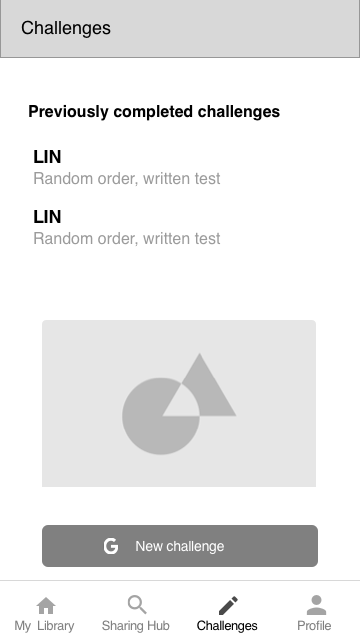 Challenges
Previously completed challenges
LIN
Random order, written test
LIN
Random order, written test
G New challenge
My Library
Sharing Hub
Challenges
Profile